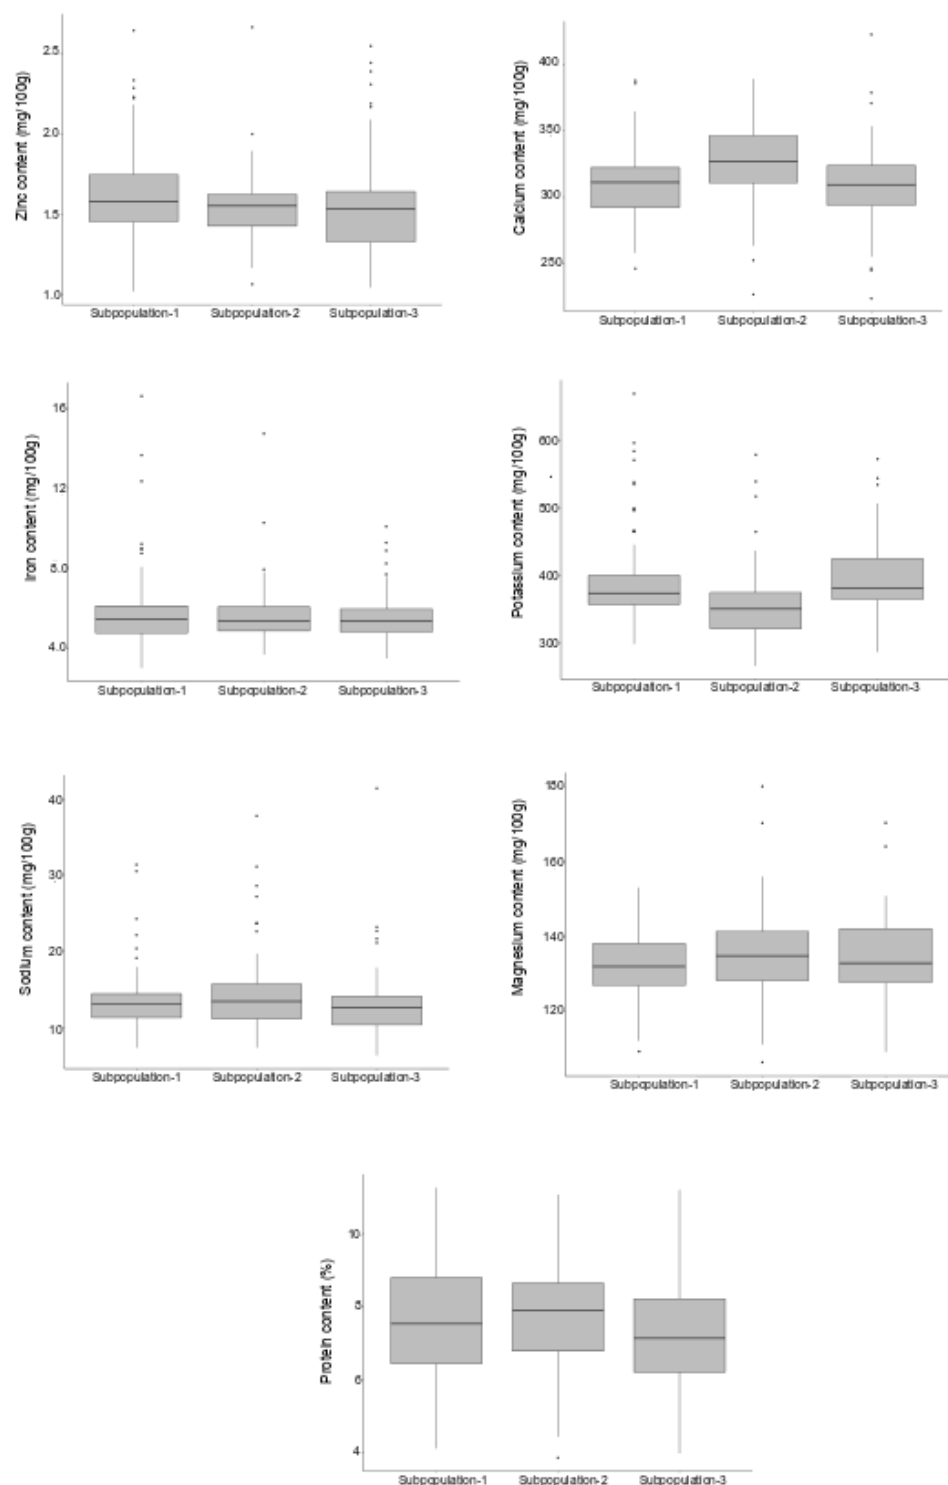 Zinc content (mg/100g)
2.5
2.0
1.5
1.0
Subpopulation-1 Subpopulation-2 Subpopulation-3
Calcium content (mg/100g)
400
350
300
250
Subpopulation-1 Subpopulation-2 Subpopulation-3
Iron content (mg/100g)
16
12
8.0
4.0
Subpopulation-1 Subpopulation-2 Subpopulation-3
Potassium content (mg/100g)
600
500
400
300
Subpopulation-1 Subpopulation-2 Subpopulation-3
Sodium content (mg/100g)
40
30
20
10
Subpopulation-1 Subpopulation-2 Subpopulation-3
Magnesium content (mg/100g)
180
160
140
120
Subpopulation-1 Subpopulation-2 Subpopulation-3
Protein content (%)
10
8
6
4
Subpopulation-1 Subpopulation-2 Subpopulation-3